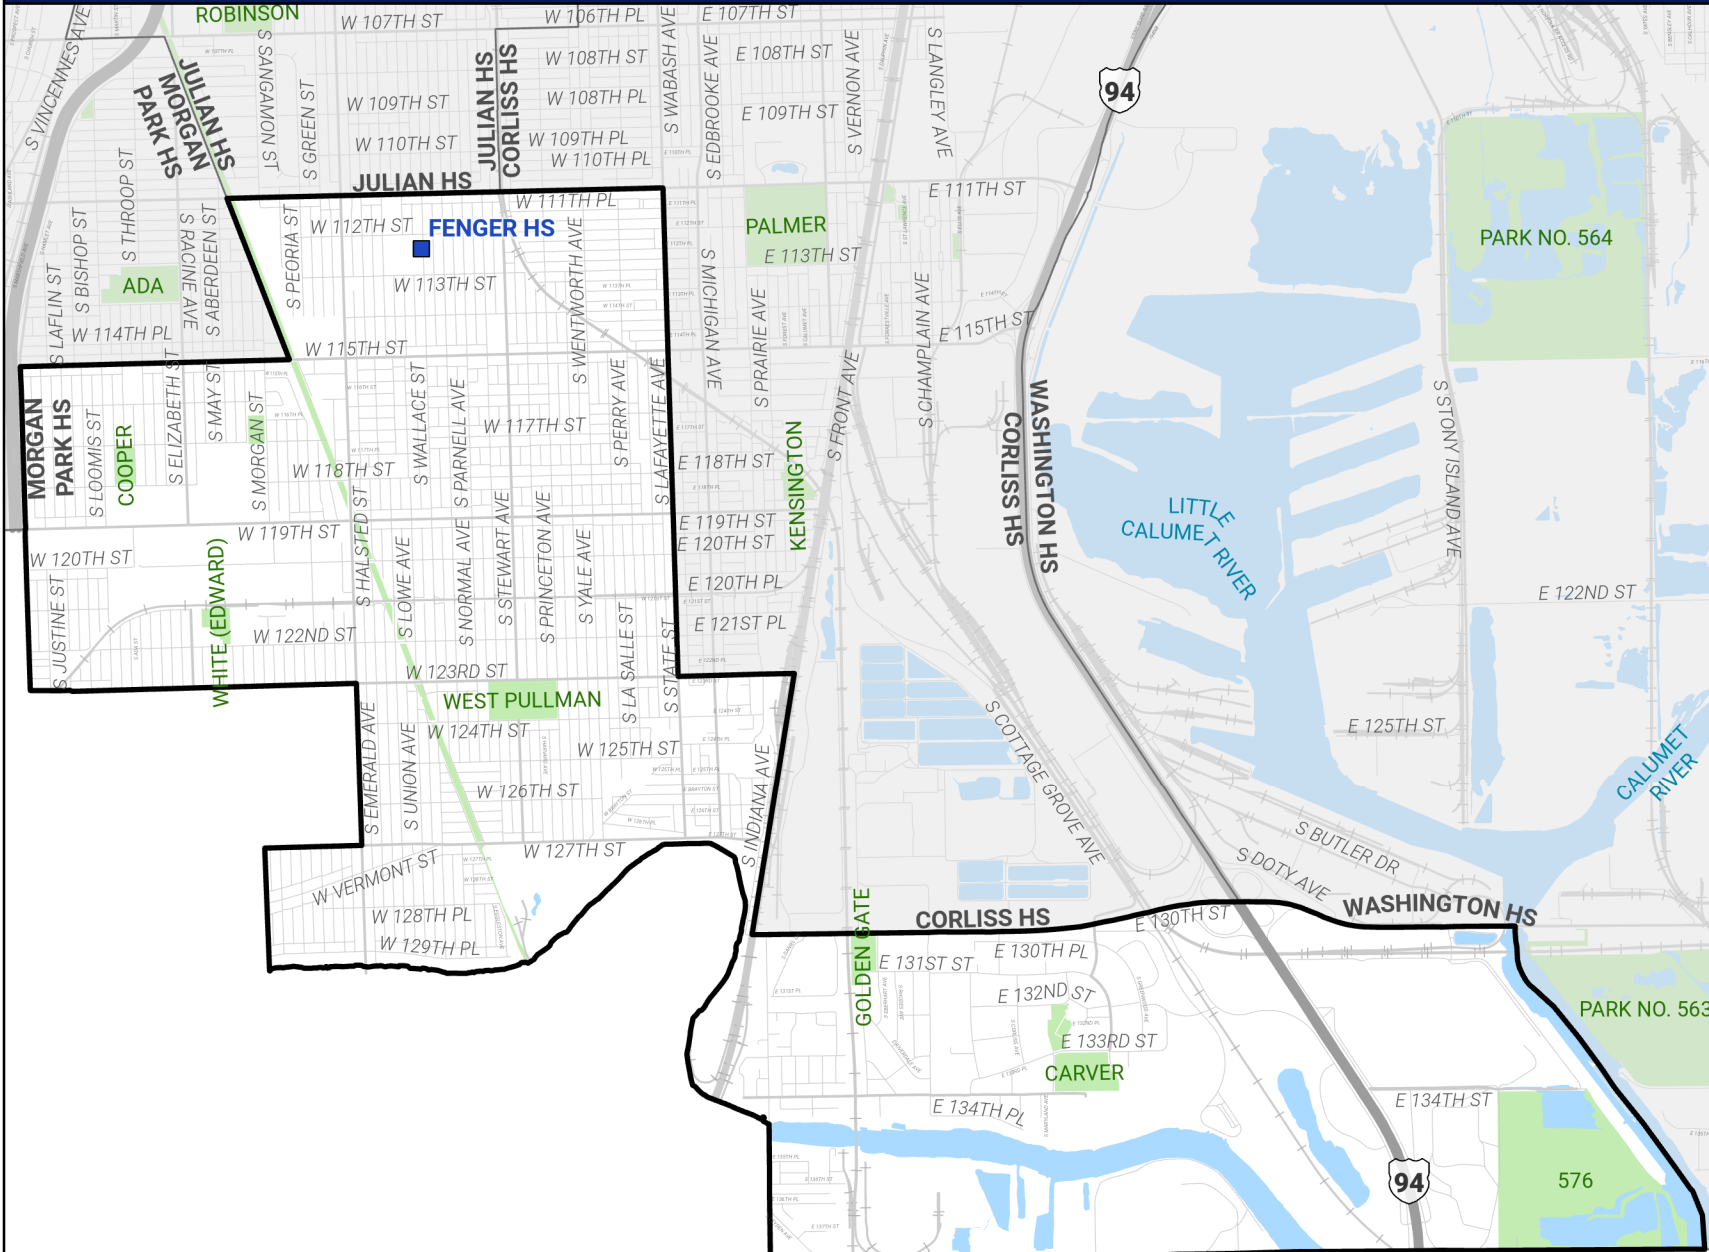 ROBINSON
W 107TH ST
W 106TH PL
E 107TH ST
S VINCENNES AVE
S SANGAMON ST
S GREEN ST
JULIAN HS
MORGAN
PARK HS
JULIAN HS
CORLISS HS
W 108TH ST
W 108TH PL
W 109TH ST
W 109TH PL
W 110TH ST
W 110TH PL
S WABASH AVE
S EDBROOKE AVE
E 108TH ST
E 109TH ST
S VERNON AVE
S LANGLEY AVE
94
JULIAN HS
W 111TH PL
E 111TH ST
W 112TH ST
FENGER HS
W 113TH ST
E 113TH ST
PALMER
PARK NO. 564
S THROOP ST
S BISHOP ST
S LAFLIN ST
S RACINE AVE
S ABERDEEN ST
S PEORIA ST
ADA
W 114TH PL
W 115TH ST
E 115TH ST
S WENTWORTH AVE
S MICHIGAN AVE
S PRAIRIE AVE
S CHAMPLAIN AVE
S FRONT AVE
MORGAN
PARK HS
S LOOMIS ST
COOPER
S ELIZABETH ST
S MAY ST
S MORGAN ST
S WALLACE ST
S PARNELL AVE
S PERRY AVE
S LAFAYETTE AVE
W 117TH ST
W 118TH ST
E 118TH ST
KENSINGTON
WASHINGTON HS
CORLISS HS
LITTLE
CALUMET RIVER
S STONY ISLAND AVE
W 119TH ST
E 119TH ST
W 120TH ST
E 120TH ST
E 120TH PL
E 121ST PL
E 122ND ST
S JUSTINE ST
WHITE (EDWARD)
S HALSTED ST
S LOWE AVE
S NORMAL AVE
S STEWART AVE
S PRINCETON AVE
S YALE AVE
S LA SALLE ST
S STATE ST
W 122ND ST
W 123RD ST
WEST PULLMAN
W 124TH ST
W 125TH ST
E 125TH ST
W 126TH ST
S EMERALD AVE
S UNION AVE
S INDIANA AVE
S COTTAGE GROVE AVE
CALUMET
RIVER
W 127TH ST
W VERMONT ST
W 128TH PL
W 129TH PL
S BUTLER DR
S DOTY AVE
WASHINGTON HS
CORLISS HS
E 130TH ST
E 130TH PL
GOLDEN GATE
E 131ST ST
E 132ND ST
E 133RD ST
CARVER
PARK NO. 563
E 134TH PL
E 134TH ST
94
576